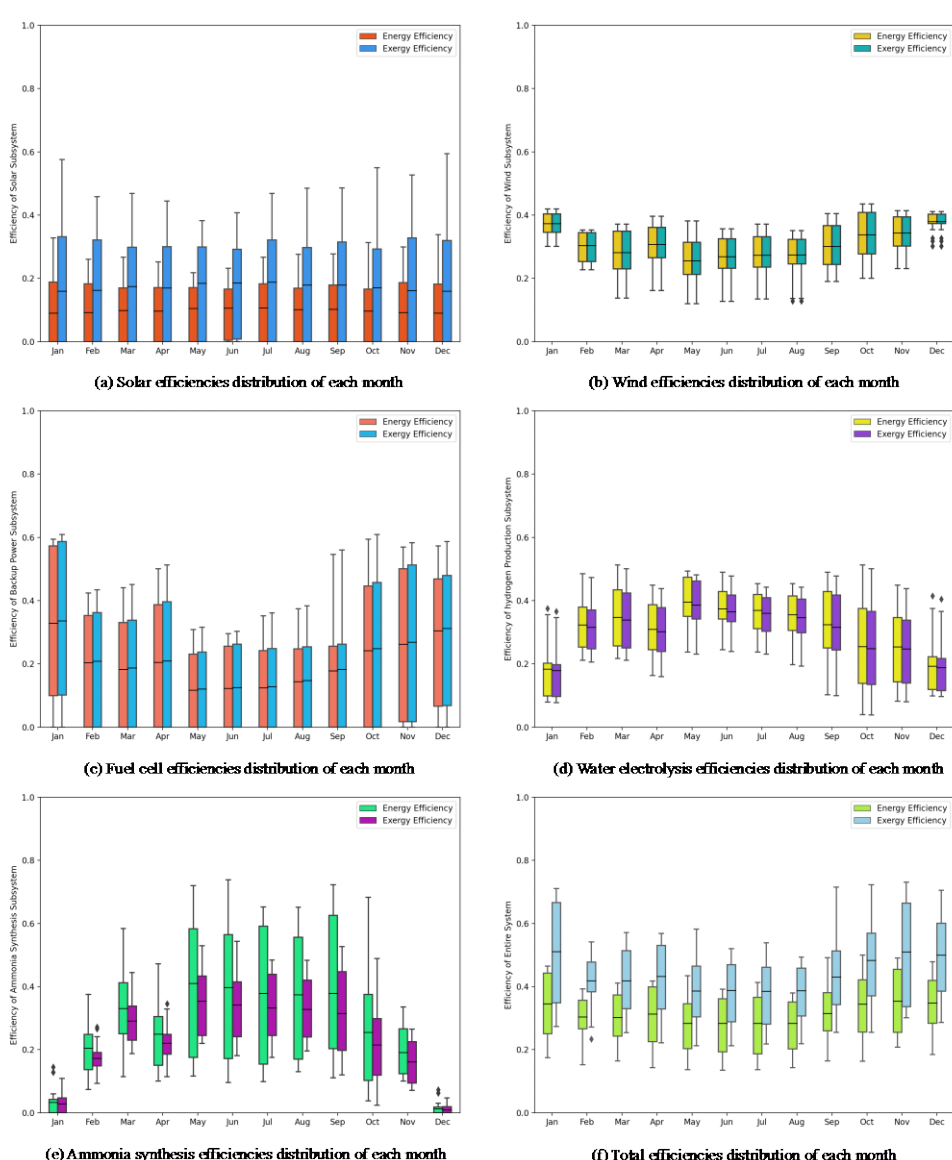 Efficiency of Solar Subsystem
1.0
0.8
0.6
0.4
0.2
0.0
Energy Efficiency
Exergy Efficiency
Jan Feb Mar Apr May Jun Jul Aug Sep Oct Nov Dec
(a) Solar efficiencies distribution of each month
Efficiency of Wind Subsystem
1.0
0.8
0.6
0.4
0.2
0.0
Energy Efficiency
Exergy Efficiency
Jan Feb Mar Apr May Jun Jul Aug Sep Oct Nov Dec
(b) Wind efficiencies distribution of each month
Efficiency of Backup Power Subsystem
1.0
0.8
0.6
0.4
0.2
0.0
Energy Efficiency
Exergy Efficiency
Jan Feb Mar Apr May Jun Jul Aug Sep Oct Nov Dec
(c) Fuel cell efficiencies distribution of each month
Efficiency of hydrogen Production Subsystem
1.0
0.8
0.6
0.4
0.2
0.0
Energy Efficiency
Exergy Efficiency
Jan Feb Mar Apr May Jun Jul Aug Sep Oct Nov Dec
(d) Water electrolysis efficiencies distribution of each month
Efficiency of Ammonia Synthesis Subsystem
1.0
0.8
0.6
0.4
0.2
0.0
Energy Efficiency
Exergy Efficiency
Jan Feb Mar Apr May Jun Jul Aug Sep Oct Nov Dec
(e) Ammonia synthesis efficiencies distribution of each month
Efficiency of Entire System
1.0
0.8
0.6
0.4
0.2
0.0
Energy Efficiency
Exergy Efficiency
Jan Feb Mar Apr May Jun Jul Aug Sep Oct Nov Dec
(f) Total efficiencies distribution of each month